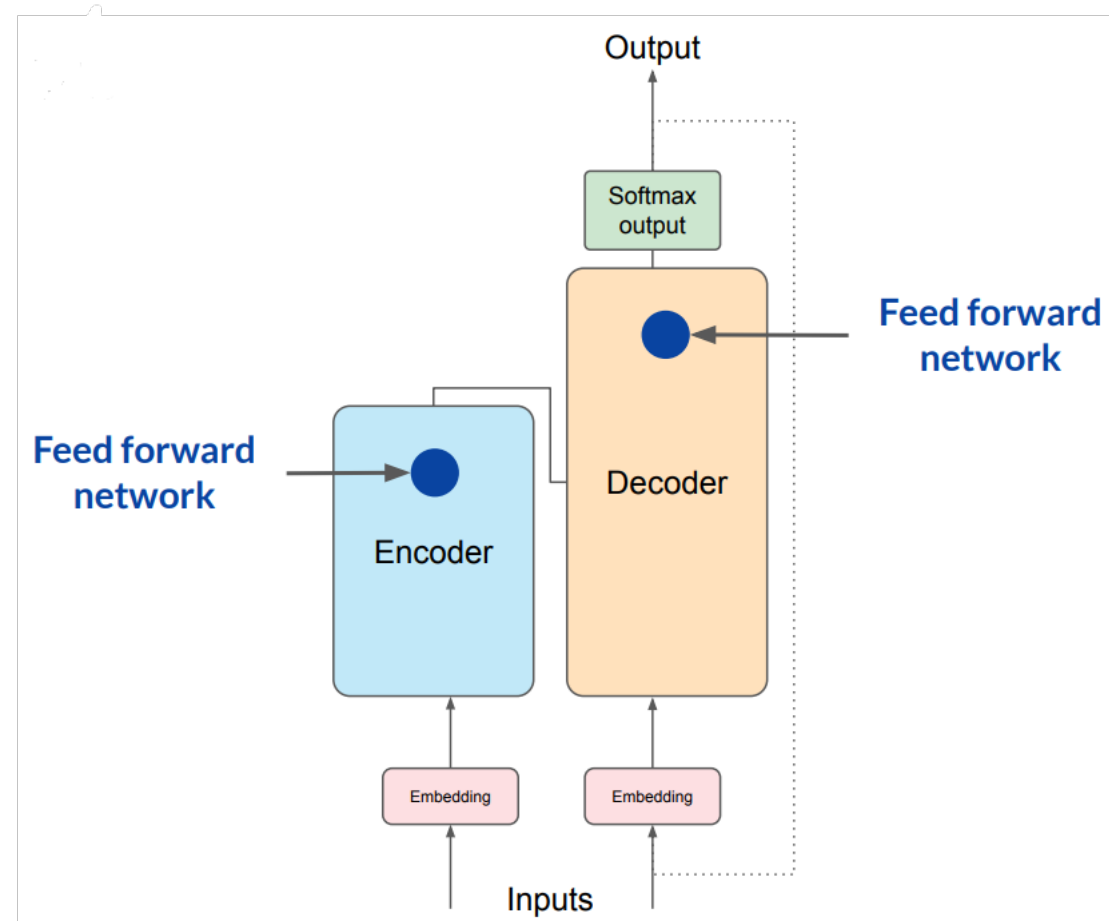 Output
Softmax
output
Feed forward
network
Feed forward
network
Decoder
Encoder
Embedding
Embedding
Inputs